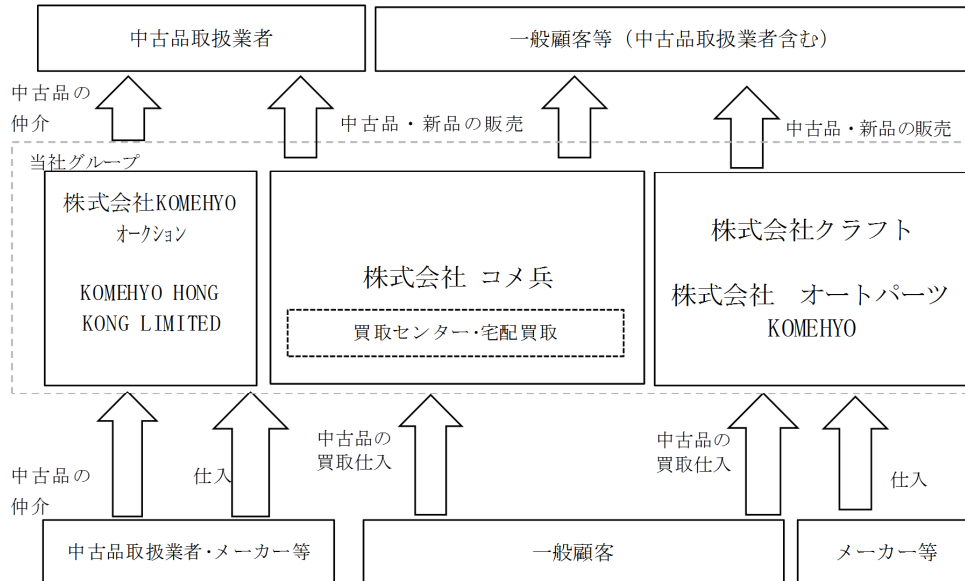 中古品取扱業者
一般顧客等（中古品取扱業者含む）
中古品の
仲介
中古品・新品の販売
中古品・新品の販売
当社グループ
株式会社KOMEHYO
ｵｰｸｼｮﾝ
KOMEHYO HONG
KONG LIMITED
株式会社 コメ兵
買取センター・宅配買取
株式会社クラフト
株式会社　オートパーツ
KOMEHYO
中古品の
仲介
仕入
中古品の
買取仕入
中古品の
買取仕入
仕入
中古品取扱業者・メーカー等
一般顧客
メーカー等